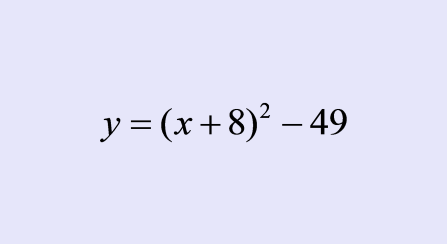 y = (x + 8)² − 49